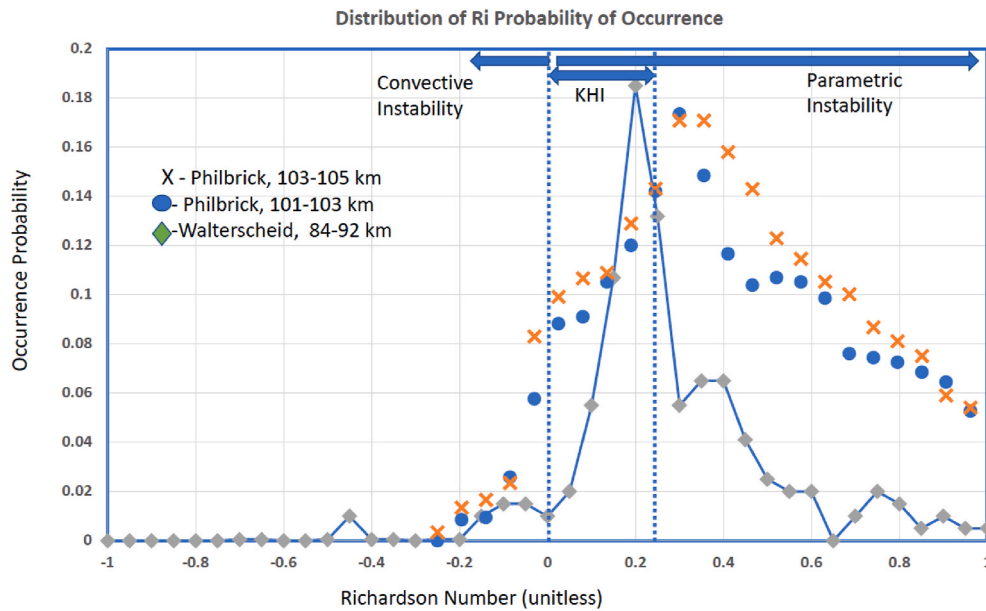 Distribution of Ri Probability of Occurrence
0.2
0.18
0.16
0.14
0.12
0.1
0.08
0.06
0.04
0.02
0
Occurrence Probability
Convective
Instability
KHI
Parametric
Instability
X - Philbrick, 103-105 km
- Philbrick, 101-103 km
-Walterscheid, 84-92 km
-1 -0.8 -0.6 -0.4 -0.2 0 0.2 0.4 0.6 0.8 1
Richardson Number (unitless)